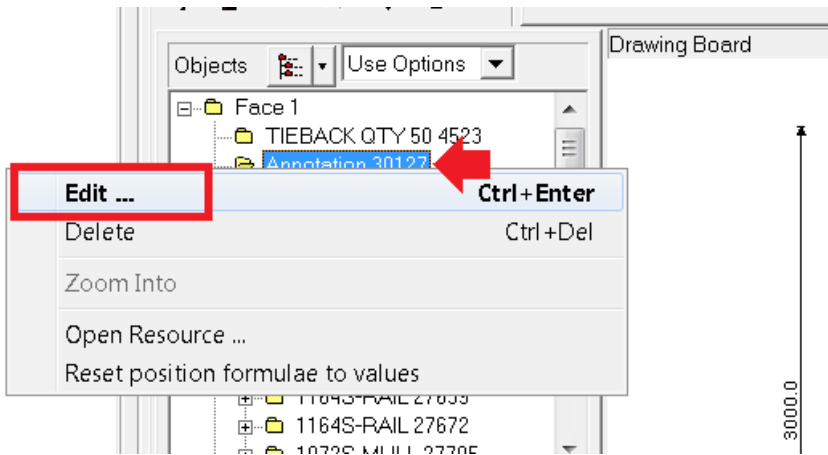 Drawing Board
Objects Use Options
Face 1
TIEBACK QTY 50 4523
Annotation 30127
Edit ... Ctrl+Enter
Delete Ctrl+Del
Zoom Into
Open Resource ...
Reset position formulae to values
1164S-RAIL 27672
3000.0